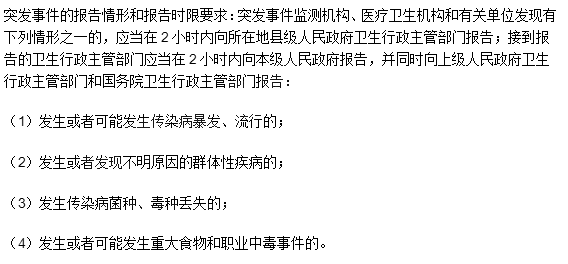 突发事件的报告情形和报告时限要求：突发事件监测机构、医疗卫生机构和有关单位发现有
下列情形之一的，应当在2小时内向所在地县级人民政府卫生行政主管部门报告；接到报
告的卫生行政主管部门应当在2小时内向本级人民政府报告，并同时向上级人民政府卫生
行政主管部门和国务院卫生行政主管部门报告：
（1）发生或者可能发生传染病暴发、流行的；
（2）发生或者发现不明原因的群体性疾病的；
（3）发生传染病菌种、毒种丢失的；
（4）发生或者可能发生重大食物和职业中毒事件的。